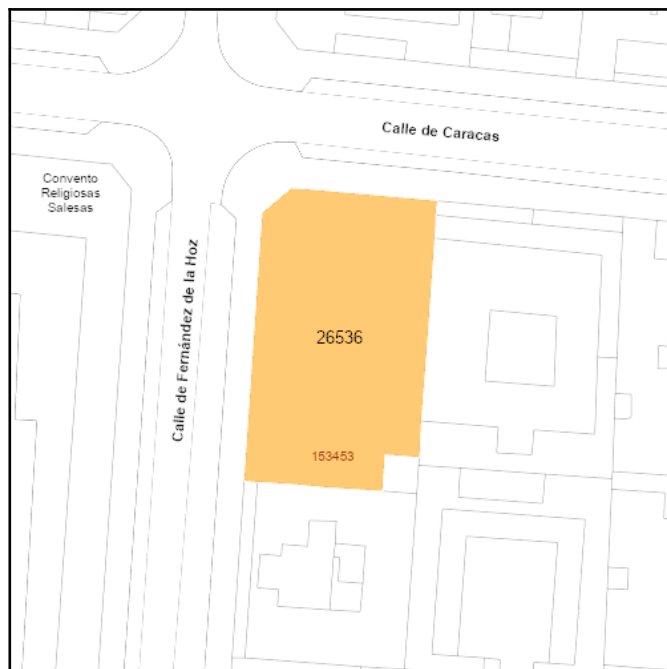 Calle de Caracas
Convento
Religiosas
Salesas
Calle de Fernández de la Hoz
26536
153453